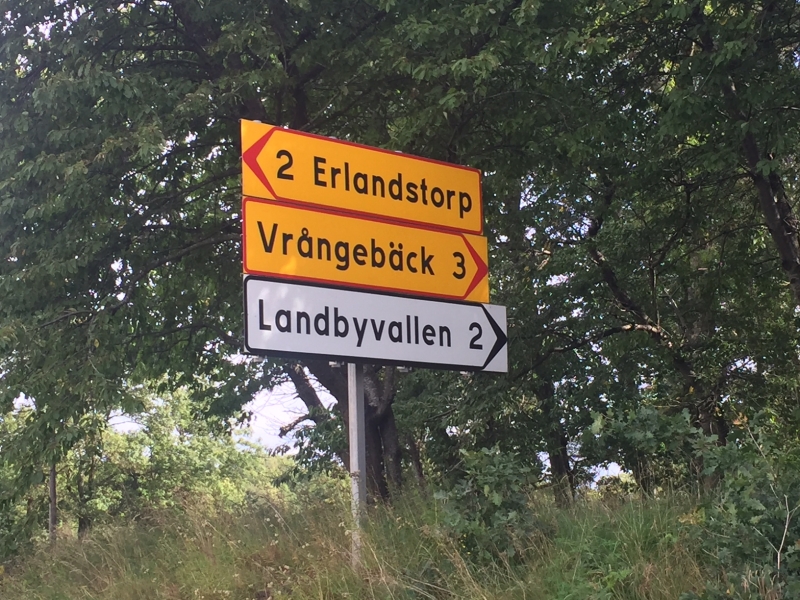 2 Erlandstorp
Vrångebäck 3
Landbyvallen 2